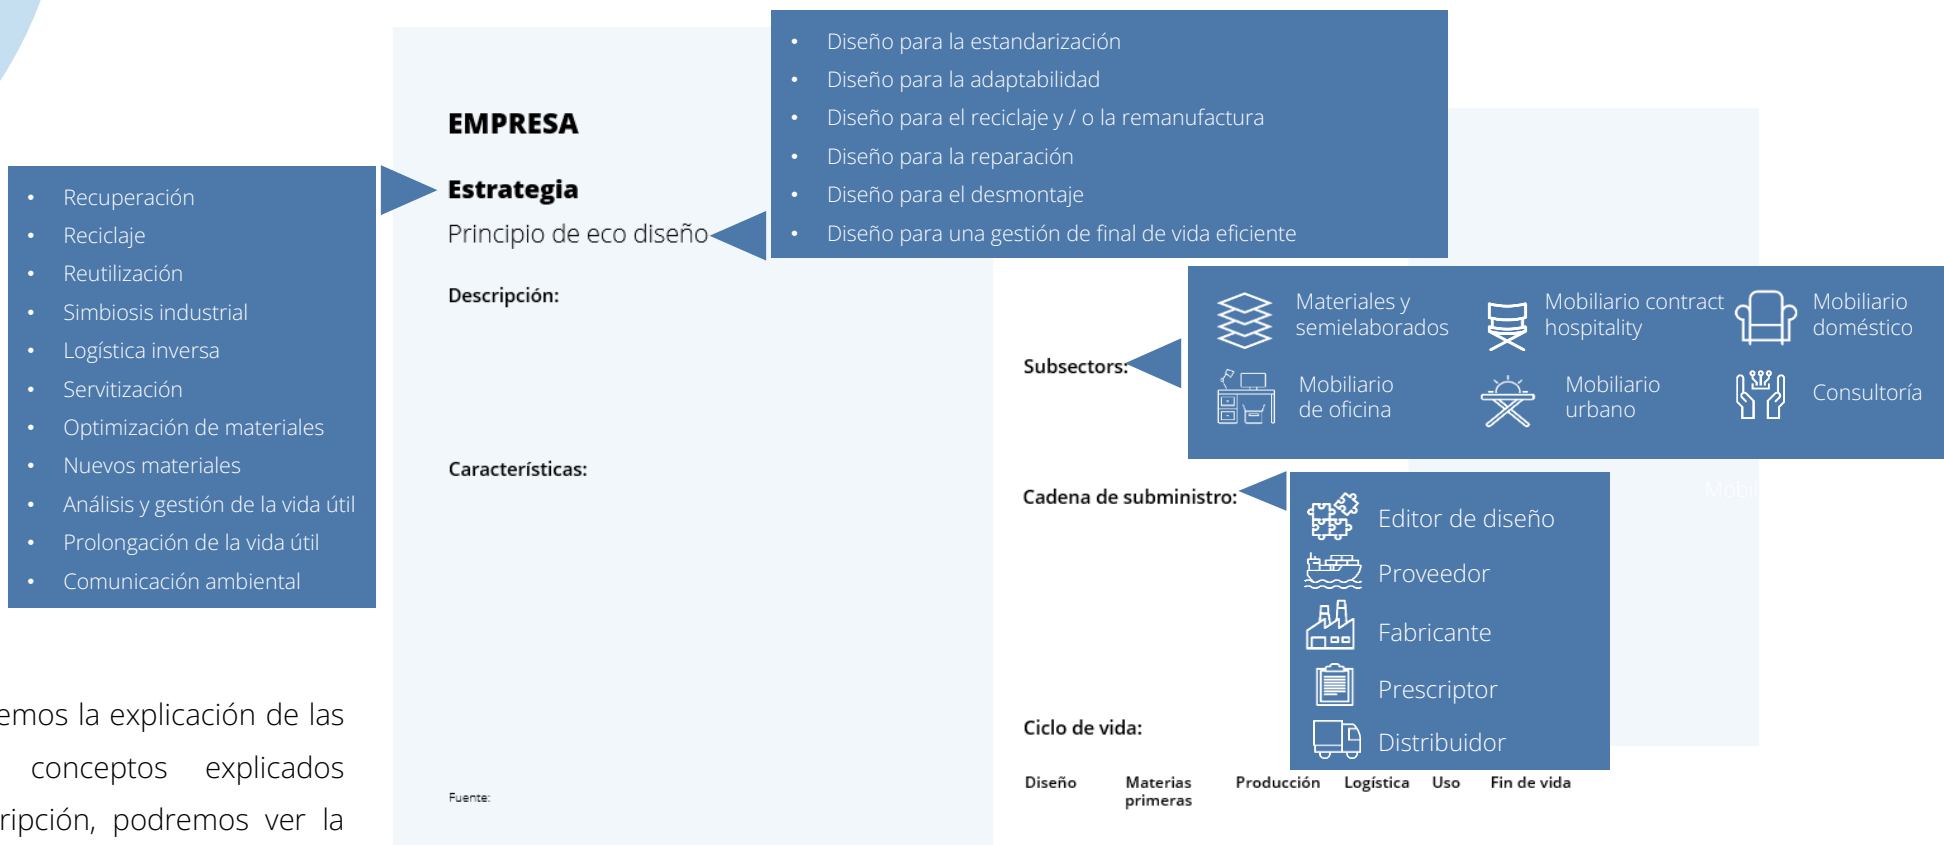 • Diseño para la estandarización
• Diseño para la adaptabilidad
• Diseño para el reciclaje y / o la remanufactura
• Diseño para la reparación
• Diseño para el desmontaje
• Diseño para una gestión de final de vida eficiente
EMPRESA
Estrategia
Principio de eco diseño
• Recuperación
• Reciclaje
• Reutilización
• Simbiosis industrial
• Logística inversa
• Servitización
• Optimización de materiales
• Nuevos materiales
• Análisis y gestión de la vida útil
• Prolongación de la vida útil
• Comunicación ambiental
Descripción:
Características:
Fuente:
Subsectors:
Materiales y
semielaborados
Mobiliario contract
hospitality
Mobiliario
doméstico
Mobiliario
de oficina
Mobiliario
urbano
Consultoría
Cadena de subministro:
Mobil
Editor de diseño
Proveedor
Fabricante
Prescriptor
Distribuidor
Ciclo de vida:
Diseño
Materias
primeras
Producción
Logística
Uso
Fin de vida
emos la explicación de las
conceptos explicados
ripción, podremos ver la